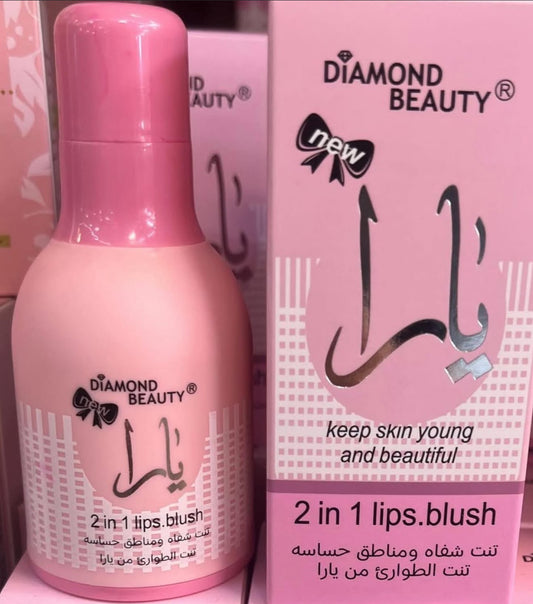 DIAMOND
BEAUTY®
new
يارا
2 in 1 lips.blush
تنت شفاه ومناطق حساسه
تنت الطوارئ من يارا
DIAMOND
BEAUTY®
new
يارا
keep skin young
and beautiful
2 in 1 lips.blush
تنت شفاه ومناطق حساسه
تنت الطوارئ من يارا
AUTY®